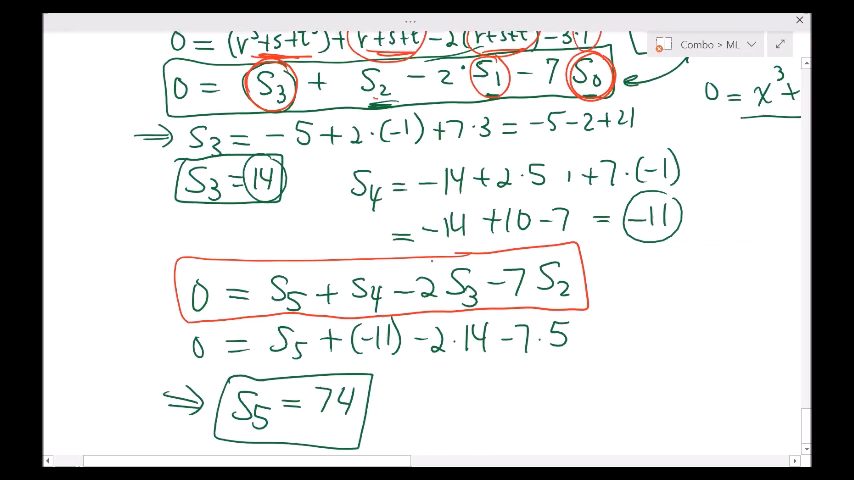 0 = (r³+s+t³)+(r+s+t)-2(r+s+t)-3·1)
Combo > ML
0 = S₃ + S₂ - 2·S₁ - 7 S₀
0 = x³+
⇒ S₃ = -5+2·(-1)+7·3 = -5-2+21
S₃ = 14
S₄ = -14+2·5 +7·(-1)
= -14 +10-7 = -11
0 = S₅ + S₄ - 2S₃ - 7S₂
0 = S₅ + (-11) - 2·14 - 7·5
⇒ S₅ = 74